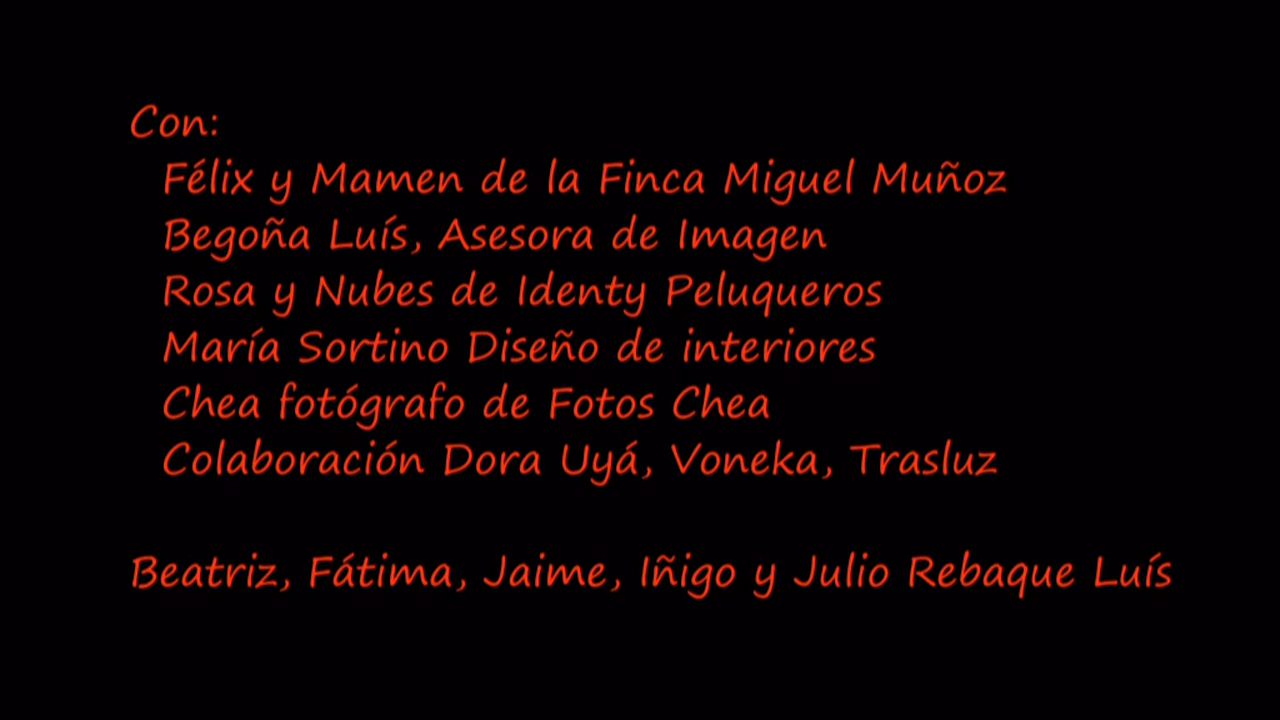 Con:
Félix y Mamen de la Finca Miguel Muñoz
Begoña Luís, Asesora de Imagen
Rosa y Nubes de Identy Peluqueros
María Sortino Diseño de interiores
Chea fotógrafo de Fotos Chea
Colaboración Dora Uyá, Voneka, Trasluz
Beatriz, Fátima, Jaime, Iñigo y Julio Rebaque Luís